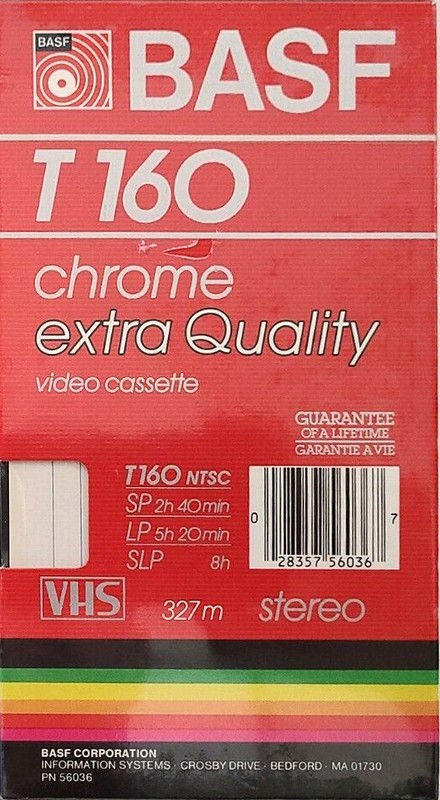 BASF
BASF
T 160
chrome
extra Quality
video cassette
GUARANTEE
OF A LIFETIME
GARANTIE A VIE
T160 NTSC
SP 2h 40min
LP 5h 20min
SLP 8h
0 28357 56036 7
VHS 327m stereo
BASF CORPORATION
INFORMATION SYSTEMS · CROSBY DRIVE · BEDFORD · MA 01730
PN 56036